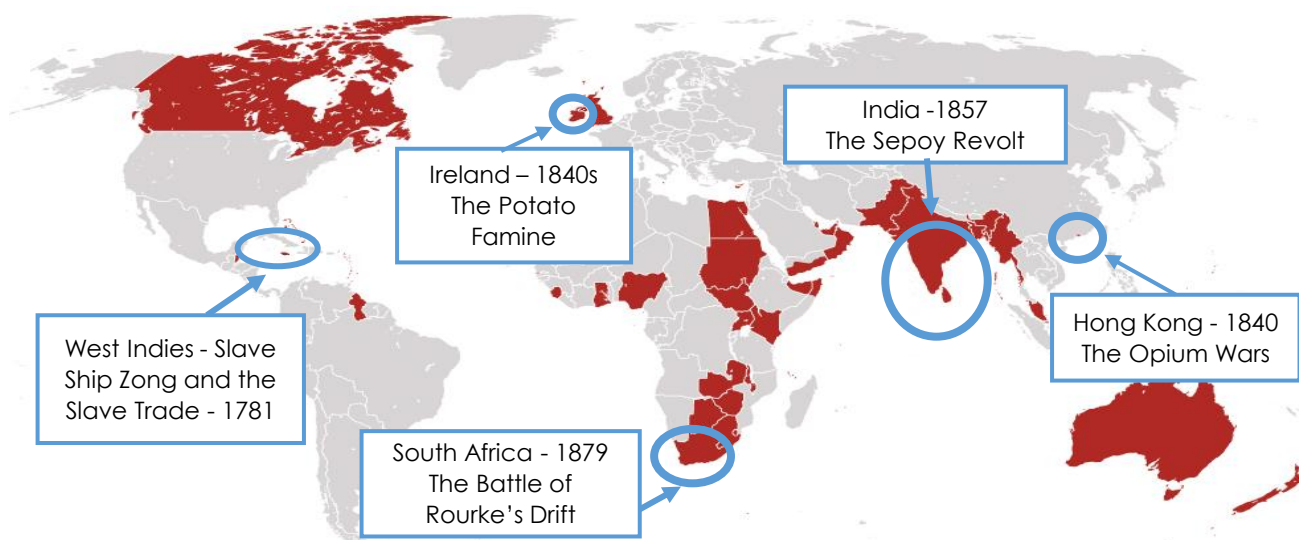 India -1857
The Sepoy Revolt
Ireland – 1840s
The Potato
Famine
Hong Kong - 1840
The Opium Wars
West Indies - Slave
Ship Zong and the
Slave Trade - 1781
South Africa - 1879
The Battle of
Rourke’s Drift